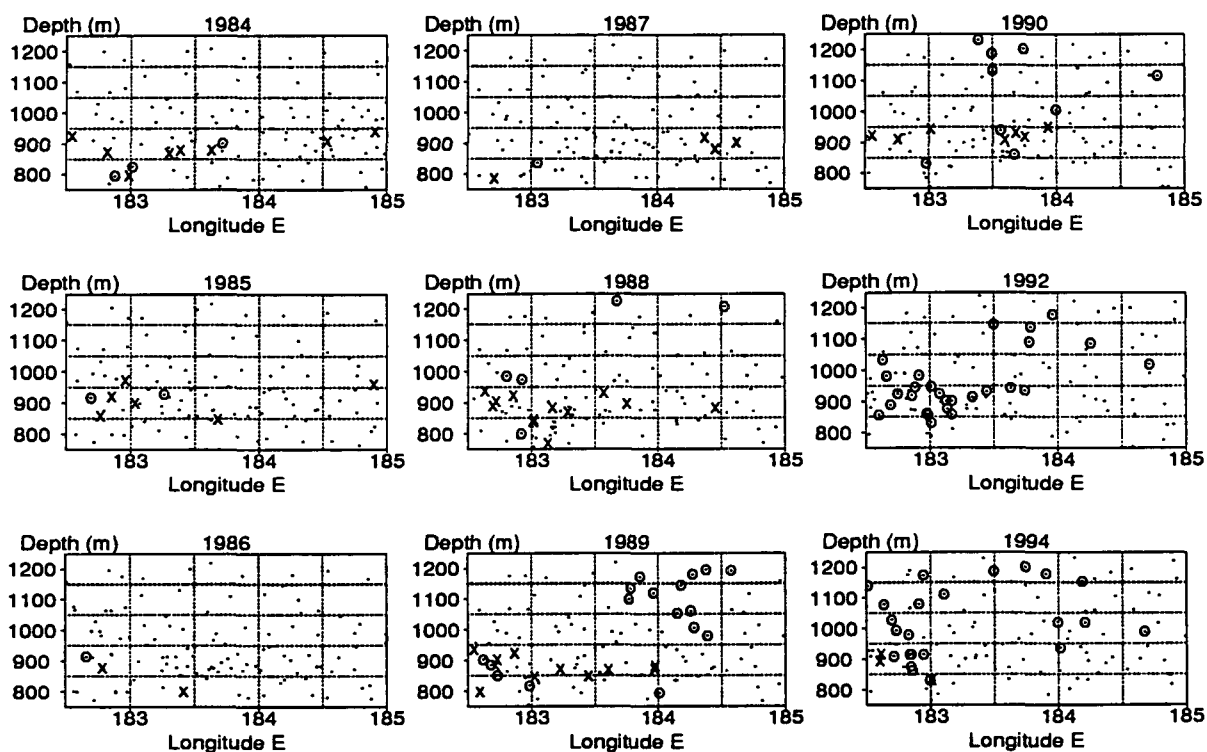 Depth (m) 1984
1200
1100
1000
900
800
183 184 185
Longitude E
Depth (m) 1987
1200
1100
1000
900
800
183 184 185
Longitude E
Depth (m) 1990
1200
1100
1000
900
800
183 184 185
Longitude E
Depth (m) 1985
1200
1100
1000
900
800
183 184 185
Longitude E
Depth (m) 1988
1200
1100
1000
900
800
183 184 185
Longitude E
Depth (m) 1992
1200
1100
1000
900
800
183 184 185
Longitude E
Depth (m) 1986
1200
1100
1000
900
800
183 184 185
Longitude E
Depth (m) 1989
1200
1100
1000
900
800
183 184 185
Longitude E
Depth (m) 1994
1200
1100
1000
900
800
183 184 185
Longitude E